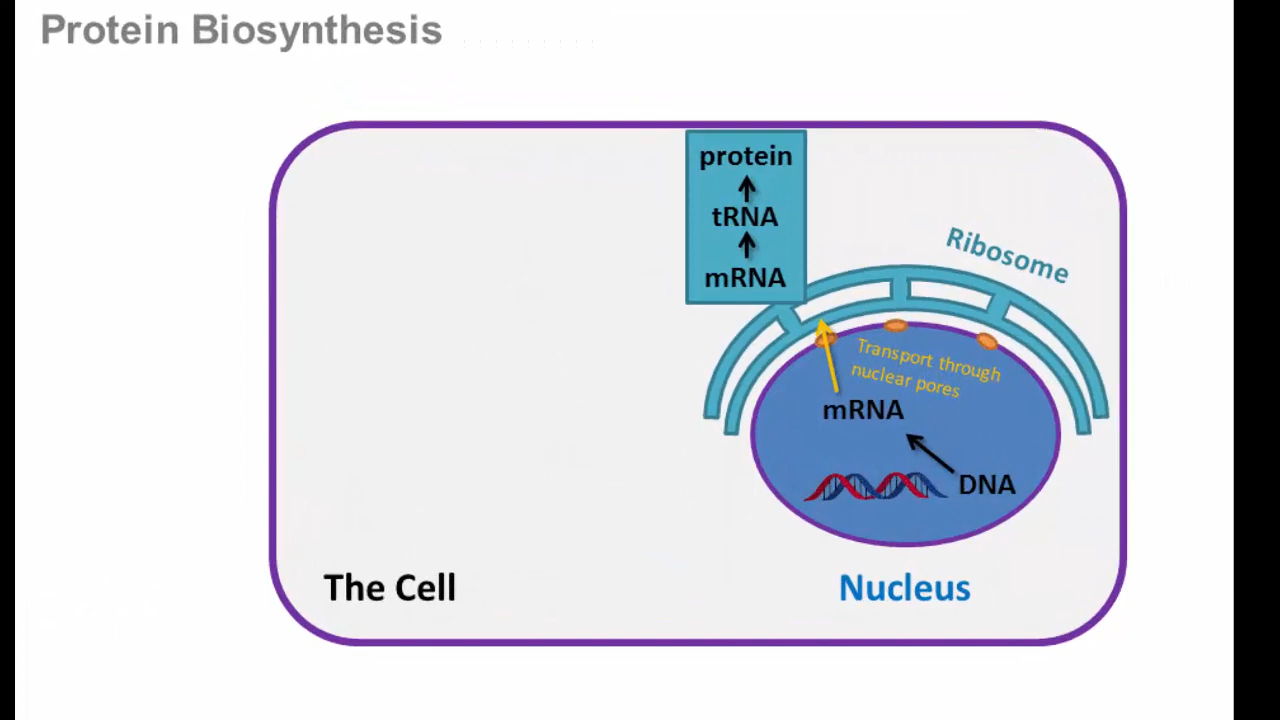 Protein Biosynthesis
protein
tRNA
mRNA
Ribosome
Transport through
nuclear pores
mRNA
DNA
The Cell
Nucleus